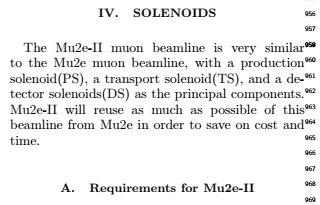 IV. SOLENOIDS
956
957
958
959
The Mu2e-II muon beamline is very similar
960
to the Mu2e muon beamline, with a production
961
solenoid(PS), a transport solenoid(TS), and a de-
962
tector solenoids(DS) as the principal components.
963
Mu2e-II will reuse as much as possible of this
964
beamline from Mu2e in order to save on cost and
965
time.
966
967
A. Requirements for Mu2e-II
968
969